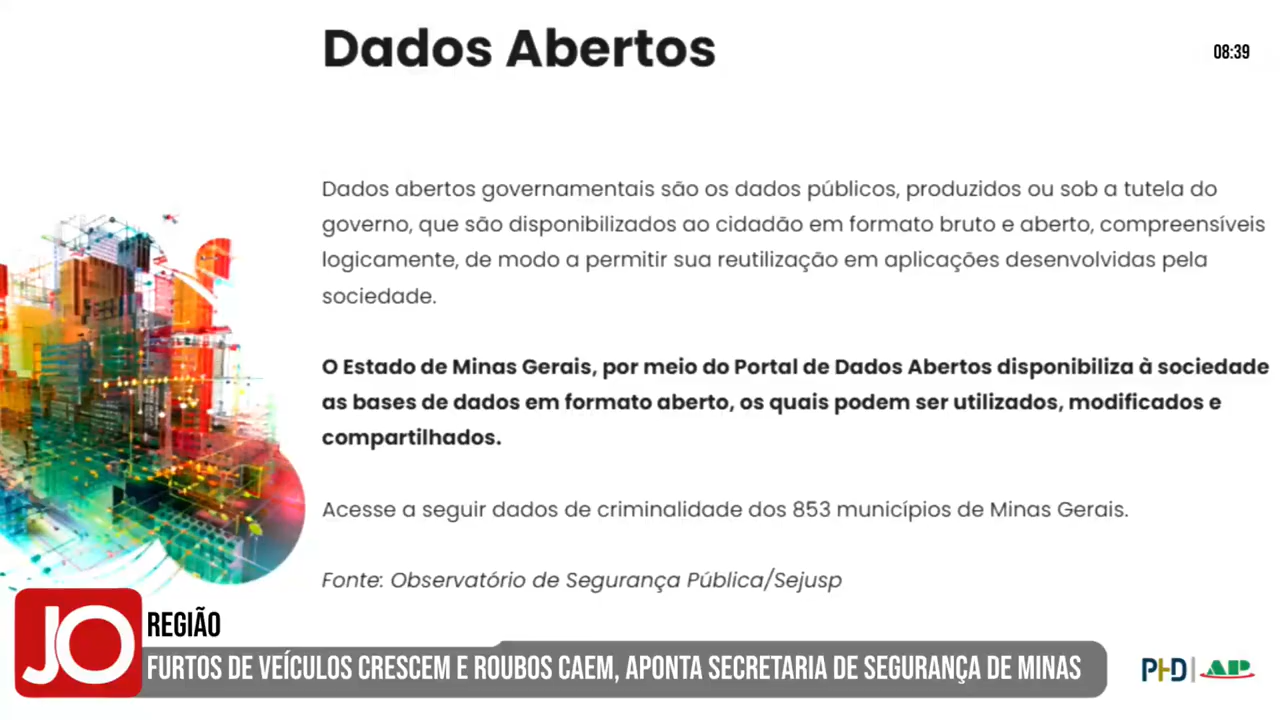 Dados Abertos
08:39
Dados abertos governamentais são os dados públicos, produzidos ou sob a tutela do
governo, que são disponibilizados ao cidadão em formato bruto e aberto, compreensíveis
logicamente, de modo a permitir sua reutilização em aplicações desenvolvidas pela
sociedade.
O Estado de Minas Gerais, por meio do Portal de Dados Abertos disponibiliza à sociedade
as bases de dados em formato aberto, os quais podem ser utilizados, modificados e
compartilhados.
Acesse a seguir dados de criminalidade dos 853 municípios de Minas Gerais.
Fonte: Observatório de Segurança Pública/Sejusp
JO
REGIÃO
FURTOS DE VEÍCULOS CRESCEM E ROUBOS CAEM, APONTA SECRETARIA DE SEGURANÇA DE MINAS
PHD | AP